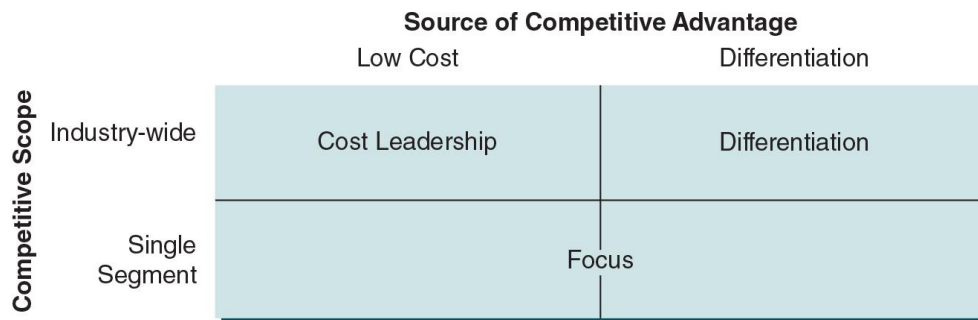 Source of Competitive Advantage
Low Cost
Differentiation
Competitive Scope
Industry-wide
Cost Leadership
Differentiation
Single
Segment
Focus